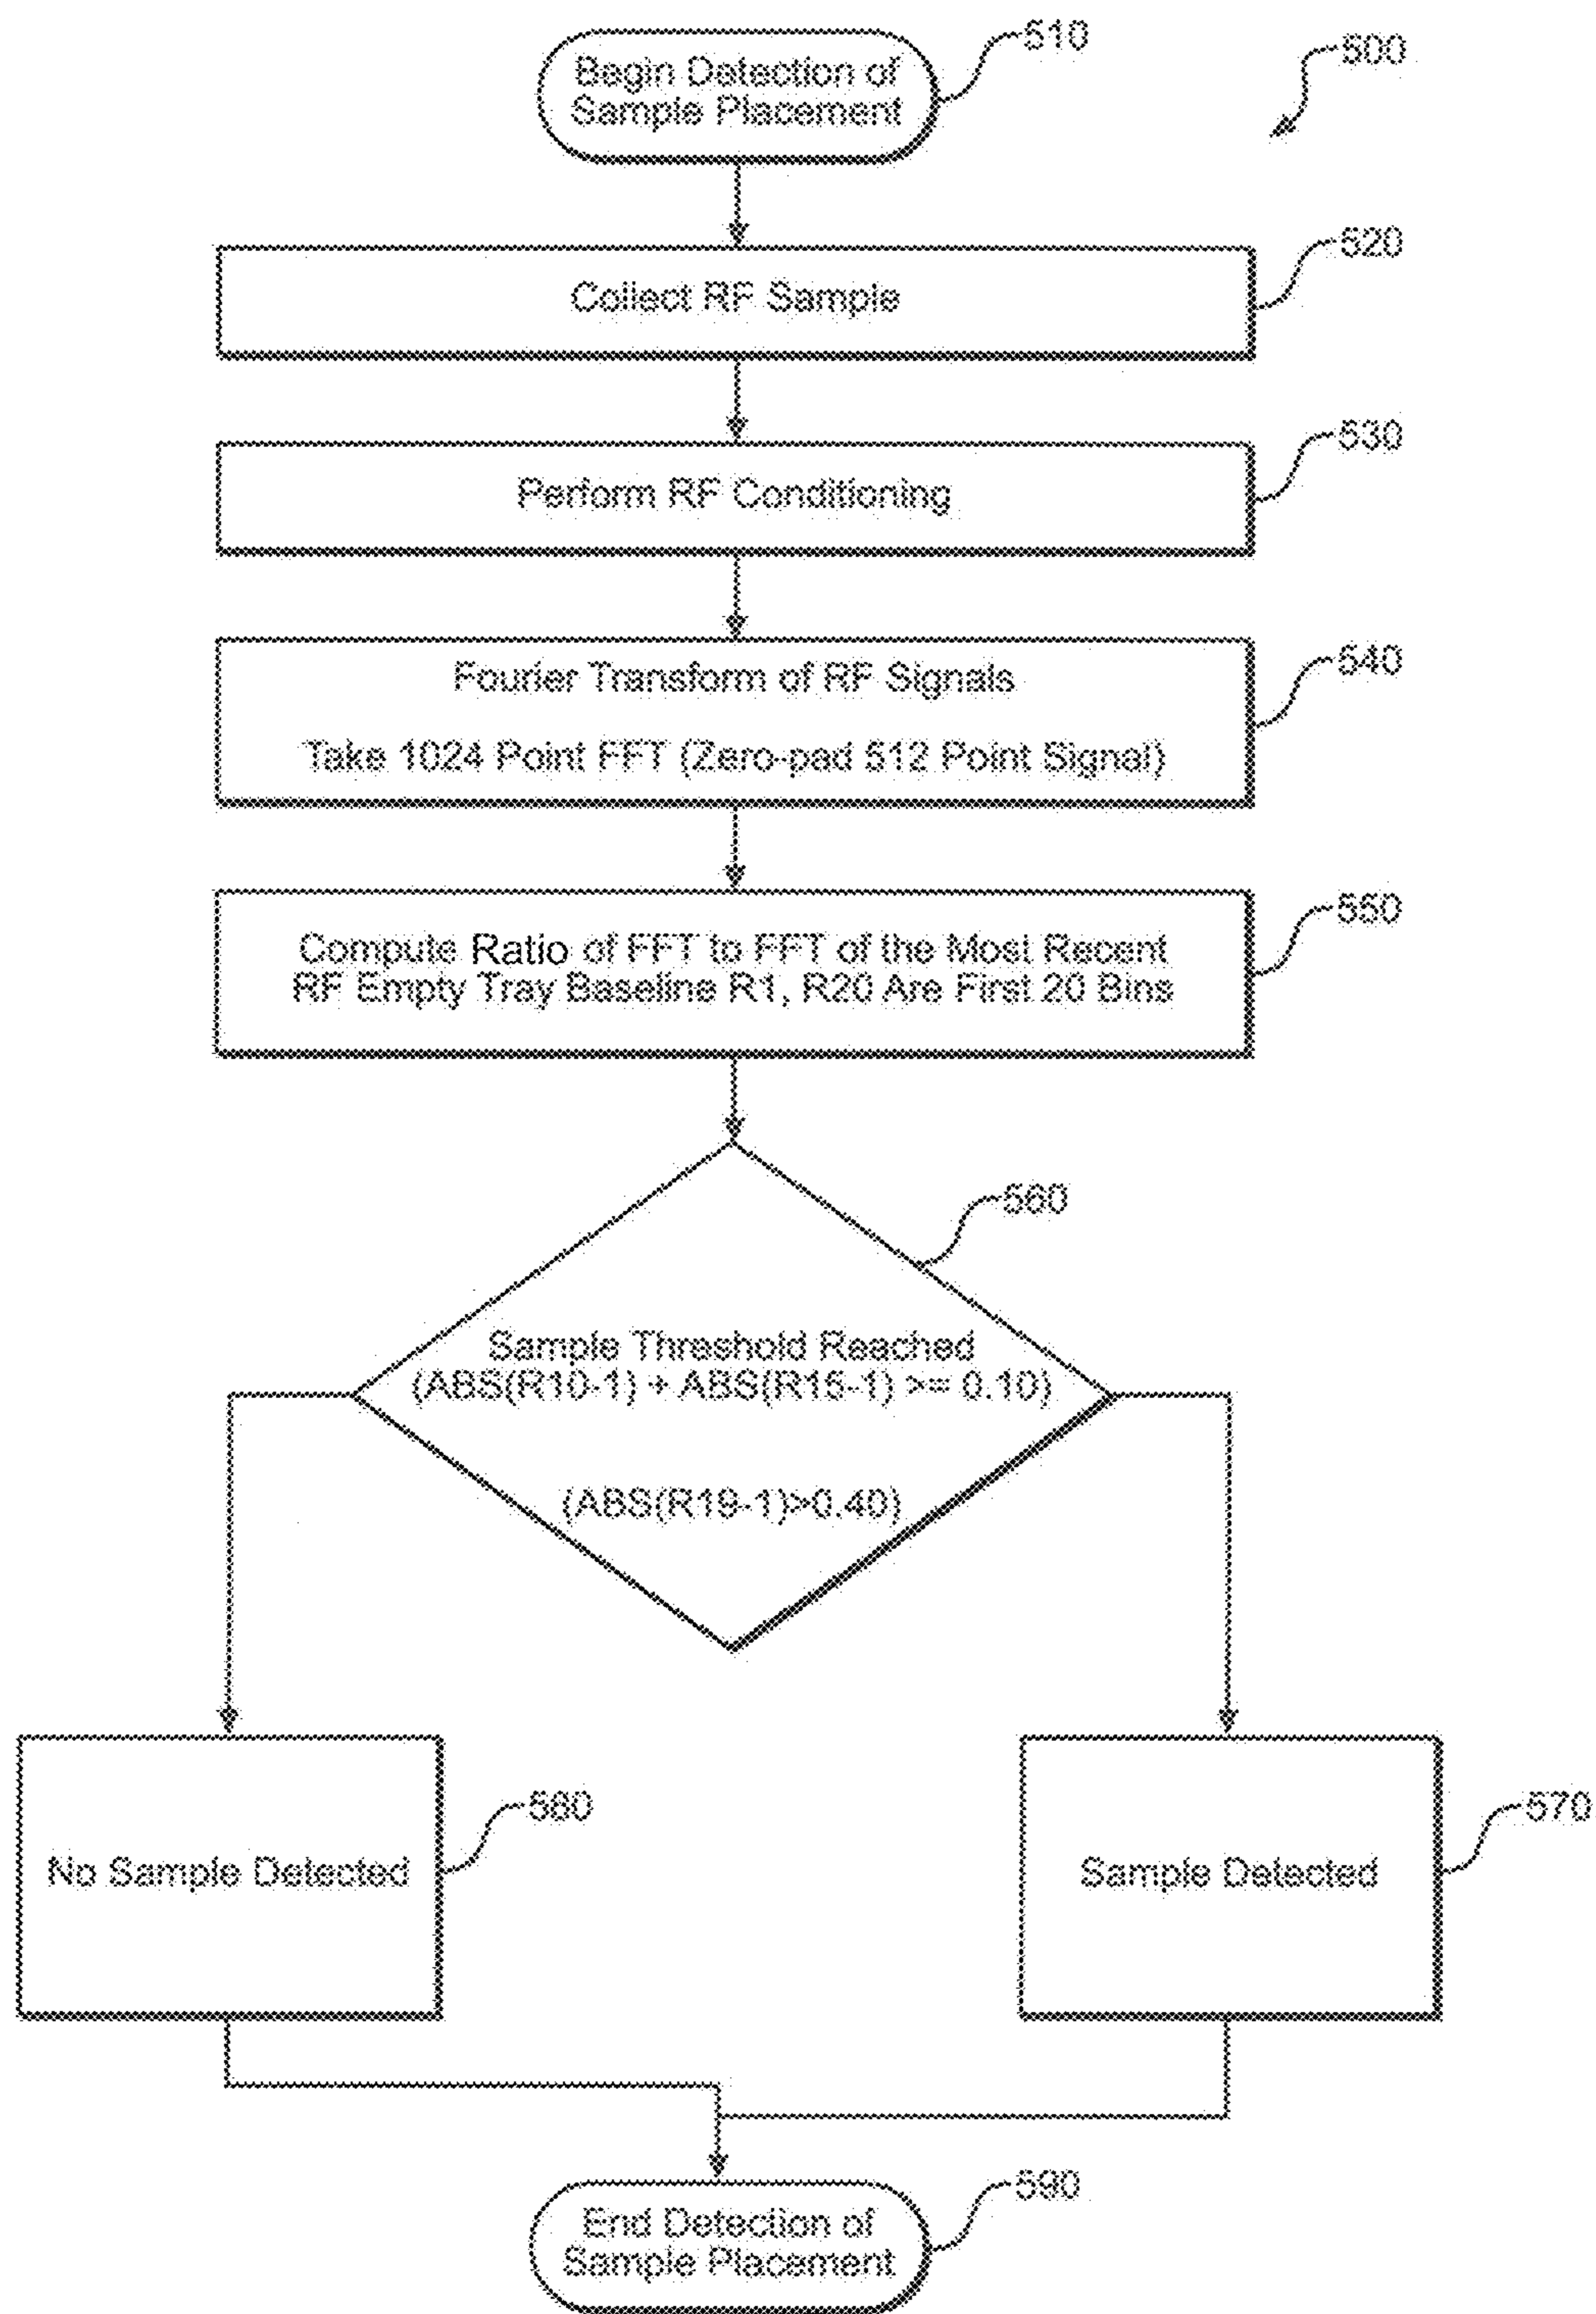 510
500
Begin Detection of
Sample Placement
520
Collect RF Sample
530
Perform RF Conditioning
540
Fourier Transform of RF Signals
Take 1024 Point FFT (Zero-pad 512 Point Signal)
550
Compute Ratio of FFT to FFT of the Most Recent
RF Empty Tray Baseline R1, R20 Are First 20 Bins
560
Sample Threshold Reached
(ABS(R10-1) + ABS(R15-1) >= 0.10)
(ABS(R19-1)>0.40)
580
No Sample Detected
570
Sample Detected
590
End Detection of
Sample Placement